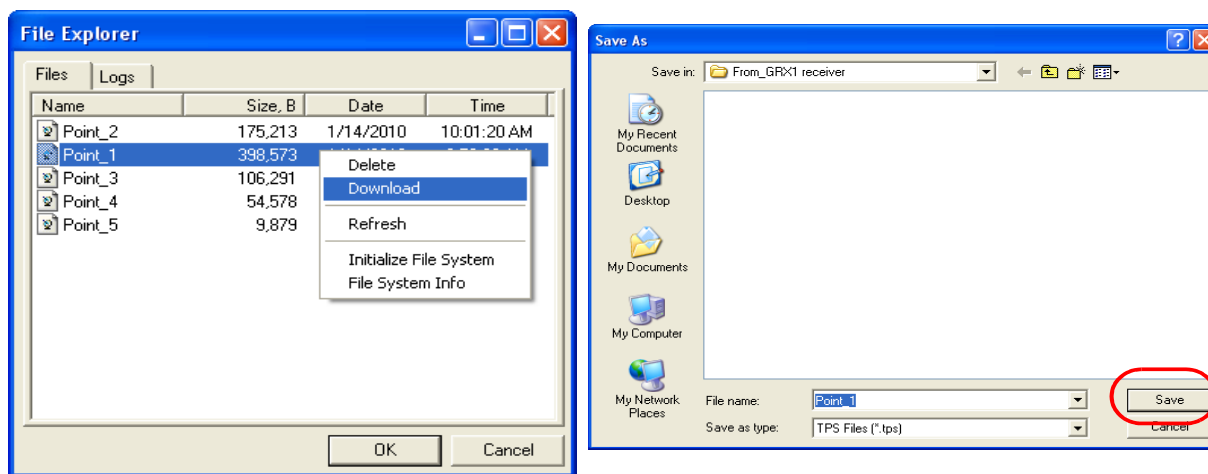 File Explorer
Files Logs
Name Size, B Date Time
Point_2 175,213 1/14/2010 10:01:20 AM
Point_1 398,573
Point_3 106,291
Point_4 54,578
Point_5 9,879
Delete
Download
Refresh
Initialize File System
File System Info
OK Cancel
Save As
Save in: From_GRX1 receiver
My Recent
Documents
Desktop
My Documents
My Computer
My Network
Places
File name: Point_1 Save
Save as type: TPS Files (*.tps) Cancel